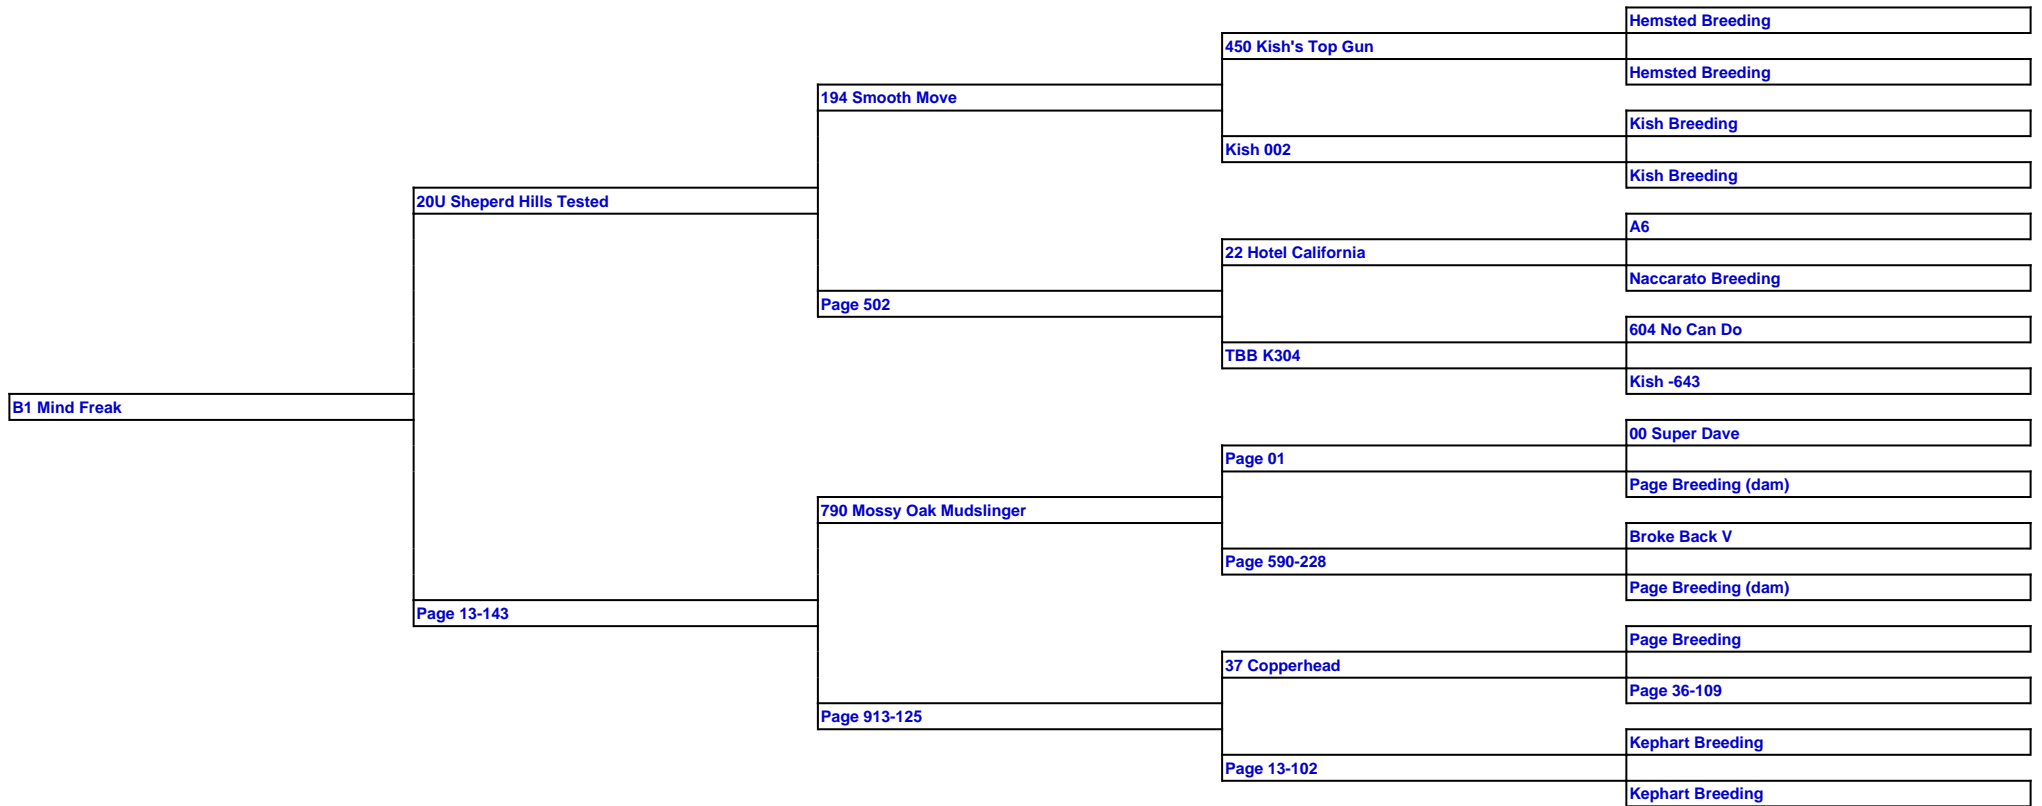 Hemsted Breeding
450 Kish's Top Gun
Hemsted Breeding
194 Smooth Move
Kish Breeding
Kish 002
Kish Breeding
20U Sheperd Hills Tested
A6
22 Hotel California
Naccarato Breeding
Page 502
604 No Can Do
TBB K304
Kish -643
B1 Mind Freak
00 Super Dave
Page 01
Page Breeding (dam)
790 Mossy Oak Mudslinger
Broke Back V
Page 590-228
Page Breeding (dam)
Page 13-143
Page Breeding
37 Copperhead
Page 36-109
Page 913-125
Kephart Breeding
Page 13-102
Kephart Breeding